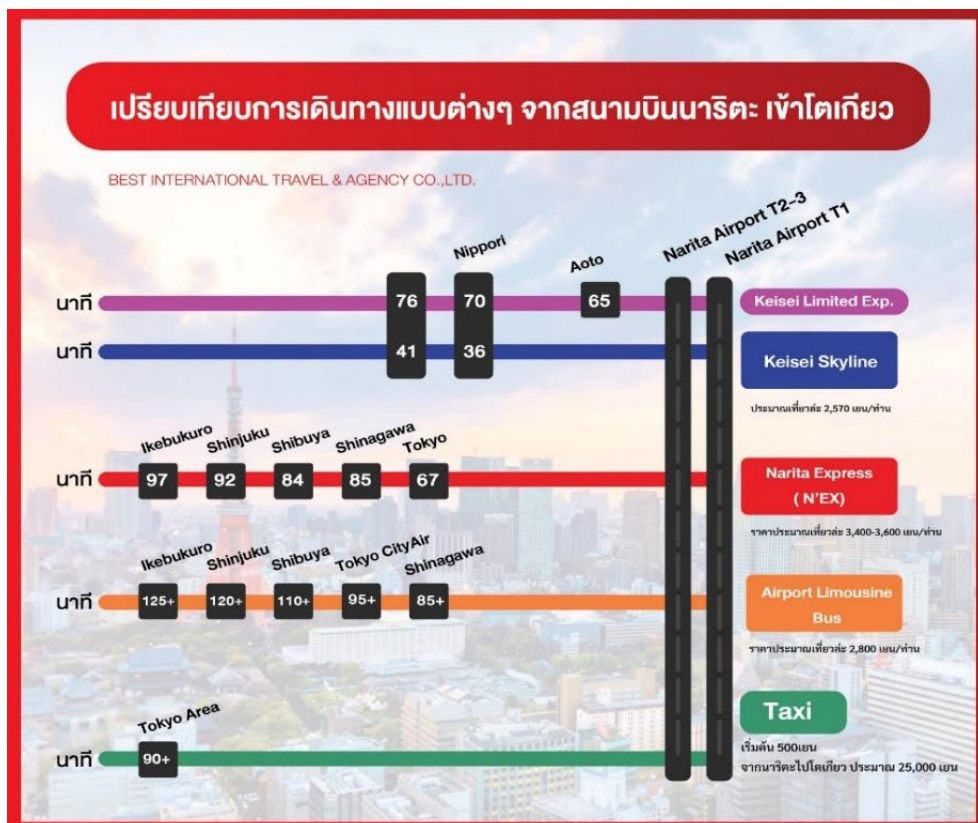 เปรียบเทียบการเดินทางแบบต่างๆ จากสนามบินนาริตะ เข้าโตเกียว
BEST INTERNATIONAL TRAVEL & AGENCY CO.,LTD.
Nippori
Aoto
Narita Airport T2-3
Narita Airport T1
นาที
76
70
65
Keisei Limited Exp.
นาที
41
36
Keisei Skyline
ประมาณเที่ยวล่ะ 2,570 เยน/ท่าน
Ikebukuro
Shinjuku
Shibuya
Shinagawa
Tokyo
นาที
97
92
84
85
67
Narita Express
( N'EX)
ราคาประมาณเที่ยวล่ะ 3,400-3,600 เยน/ท่าน
Ikebukuro
Shinjuku
Shibuya
Tokyo CityAir
Shinagawa
นาที
125+
120+
110+
95+
85+
Airport Limousine
Bus
ราคาประมาณเที่ยวล่ะ 2,800 เยน/ท่าน
Tokyo Area
นาที
90+
Taxi
เริ่มต้น 500เยน
จากนาริตะไปโตเกียว ประมาณ 25,000 เยน